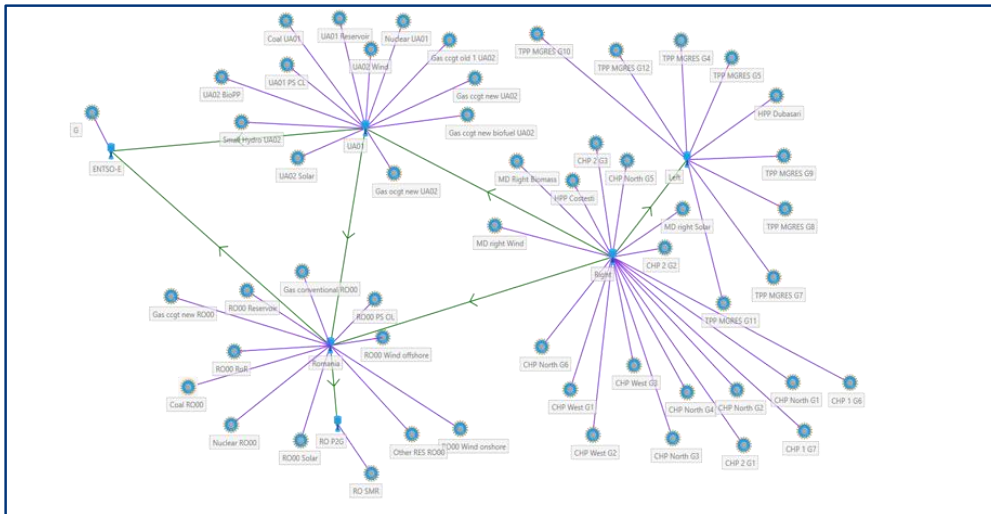 Coal UA01
UA01 Reservoir
Nuclear UA01
Gas ccgt old 1 UA02
UA02 Wind
UA01 PS CL
UA02 BioPP
Gas ccgt new UA02
Gas ccgt new biofuel UA02
Small Hydro UA02
UA01
UA02 Solar
Gas ocgt new UA02
G
ENTSO-E
TPP MGRES G10
TPP MGRES G12
TPP MGRES G4
TPP MGRES G5
HPP Dubasari
TPP MGRES G9
TPP MGRES G8
TPP MGRES G7
TPP MGRES G11
Left
CHP 2 G3
MD Right Biomass
CHP North G5
HPP Costesti
MD right Solar
MD right Wind
CHP 2 G2
Right
Gas conventional RO00
Gas ccgt new RO00
RO00 Reservoir
RO00 PS OL
RO00 Wind offshore
Romania
RO00 RoR
Coal RO00
Nuclear RO00
RO00 Solar
RO P2G
Other RES RO00
RO00 Wind onshore
RO SMR
CHP North G6
CHP West G3
CHP West G1
CHP North G4
CHP North G2
CHP North G1
CHP 1 G6
CHP West G2
CHP North G3
CHP 2 G1
CHP 1 G7